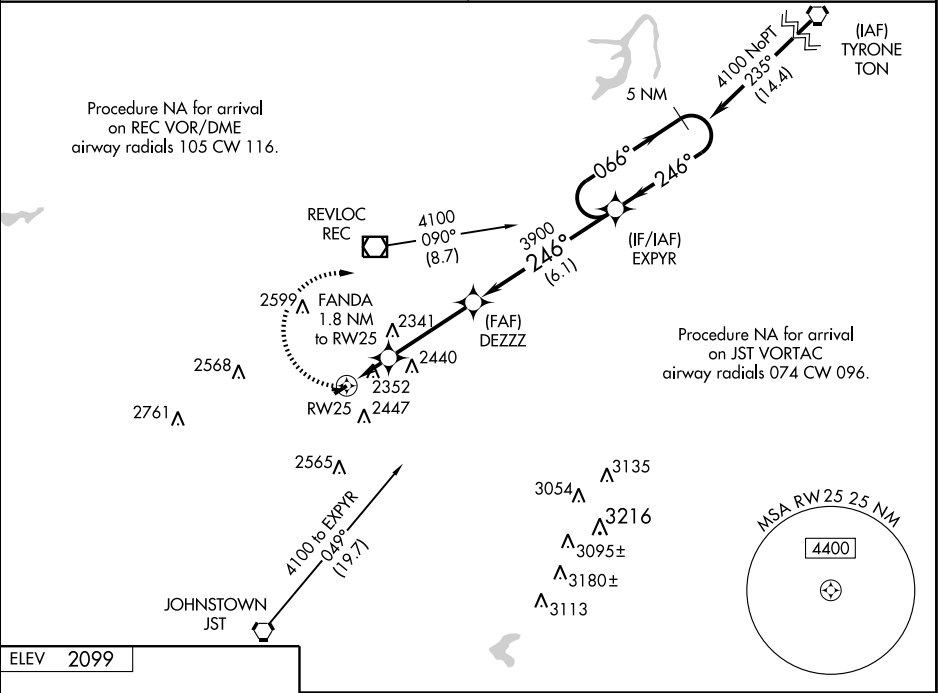 (IAF)
TYRONE
TON
4100 NoPT
235°
(14.4)
5 NM
Procedure NA for arrival
on REC VOR/DME
airway radials 105 CW 116.
066°
246°
REVLOC
REC
4100
090°
(8.7)
3900
246°
(6.1)
(IF/IAF)
EXPYR
2599
FANDA
1.8 NM
to RW25
2341
(FAF)
DEZZZ
2440
2352
2568
RW25
2447
2761
Procedure NA for arrival
on JST VORTAC
airway radials 074 CW 096.
2565
3135
3054
3216
3095±
3180±
3113
4100 to EXPYR
049°
(19.7)
JOHNSTOWN
JST
MSA RW25 25 NM
4400
ELEV 2099